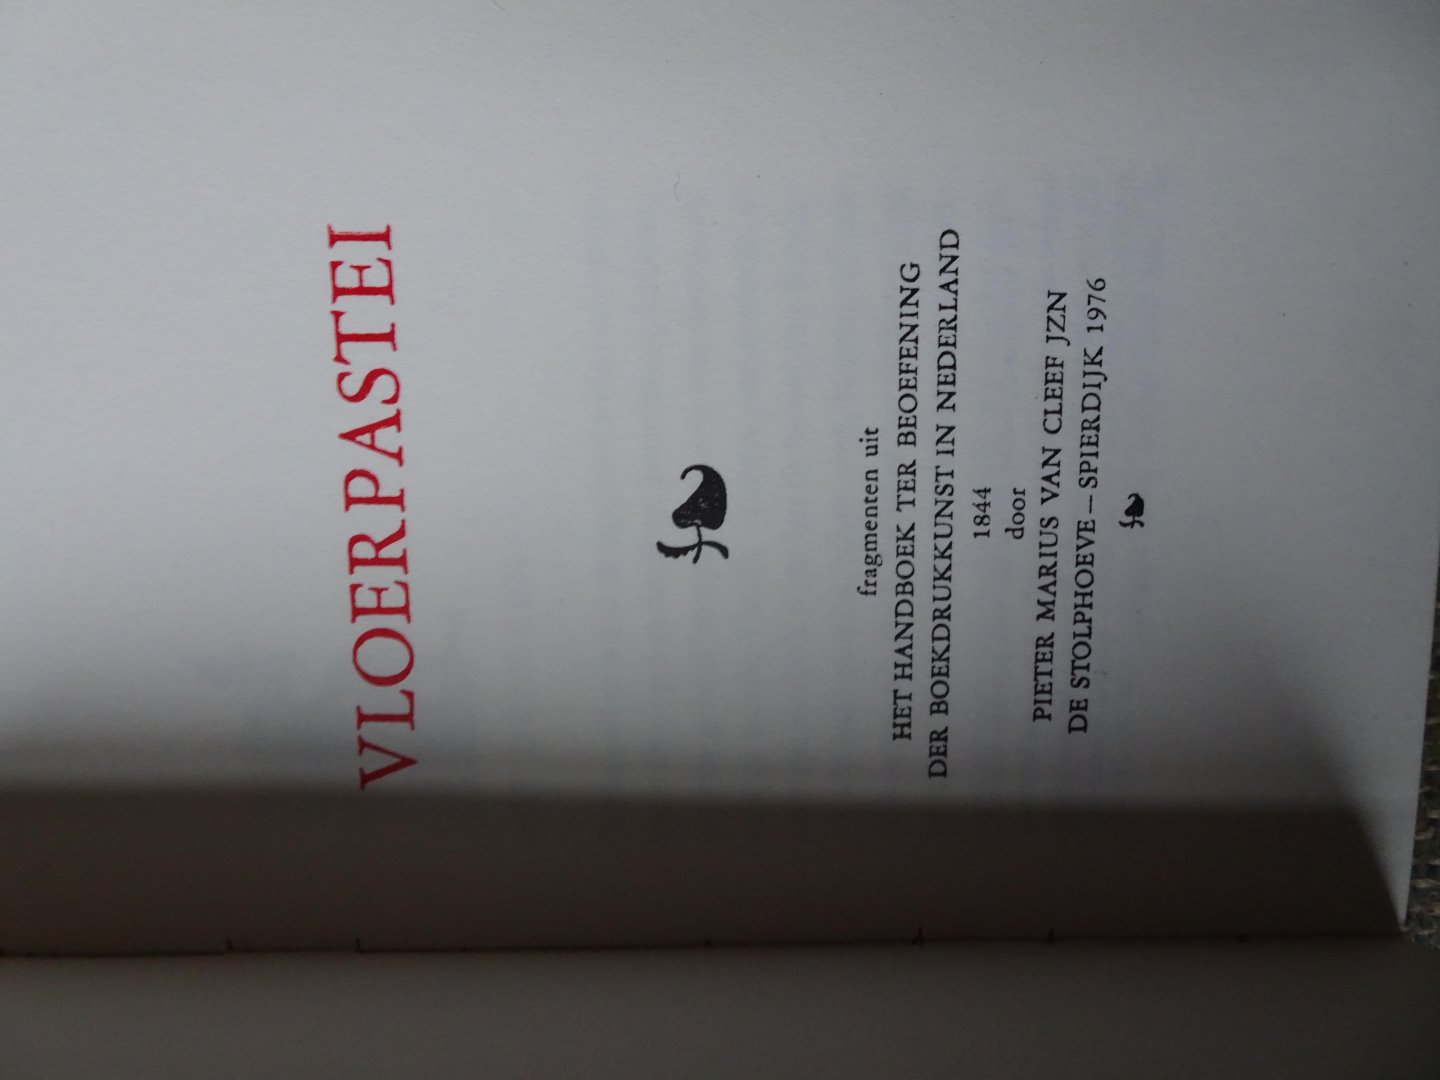 VLOERPASTEI
fragmenten uit
HET HANDBOEK TER BEOEFENING
DER BOEKDRUKKUNST IN NEDERLAND
1844
door
PIETER MARIUS VAN CLEEF JZN
DE STOLPHOEVE – SPIERDIJK 1976